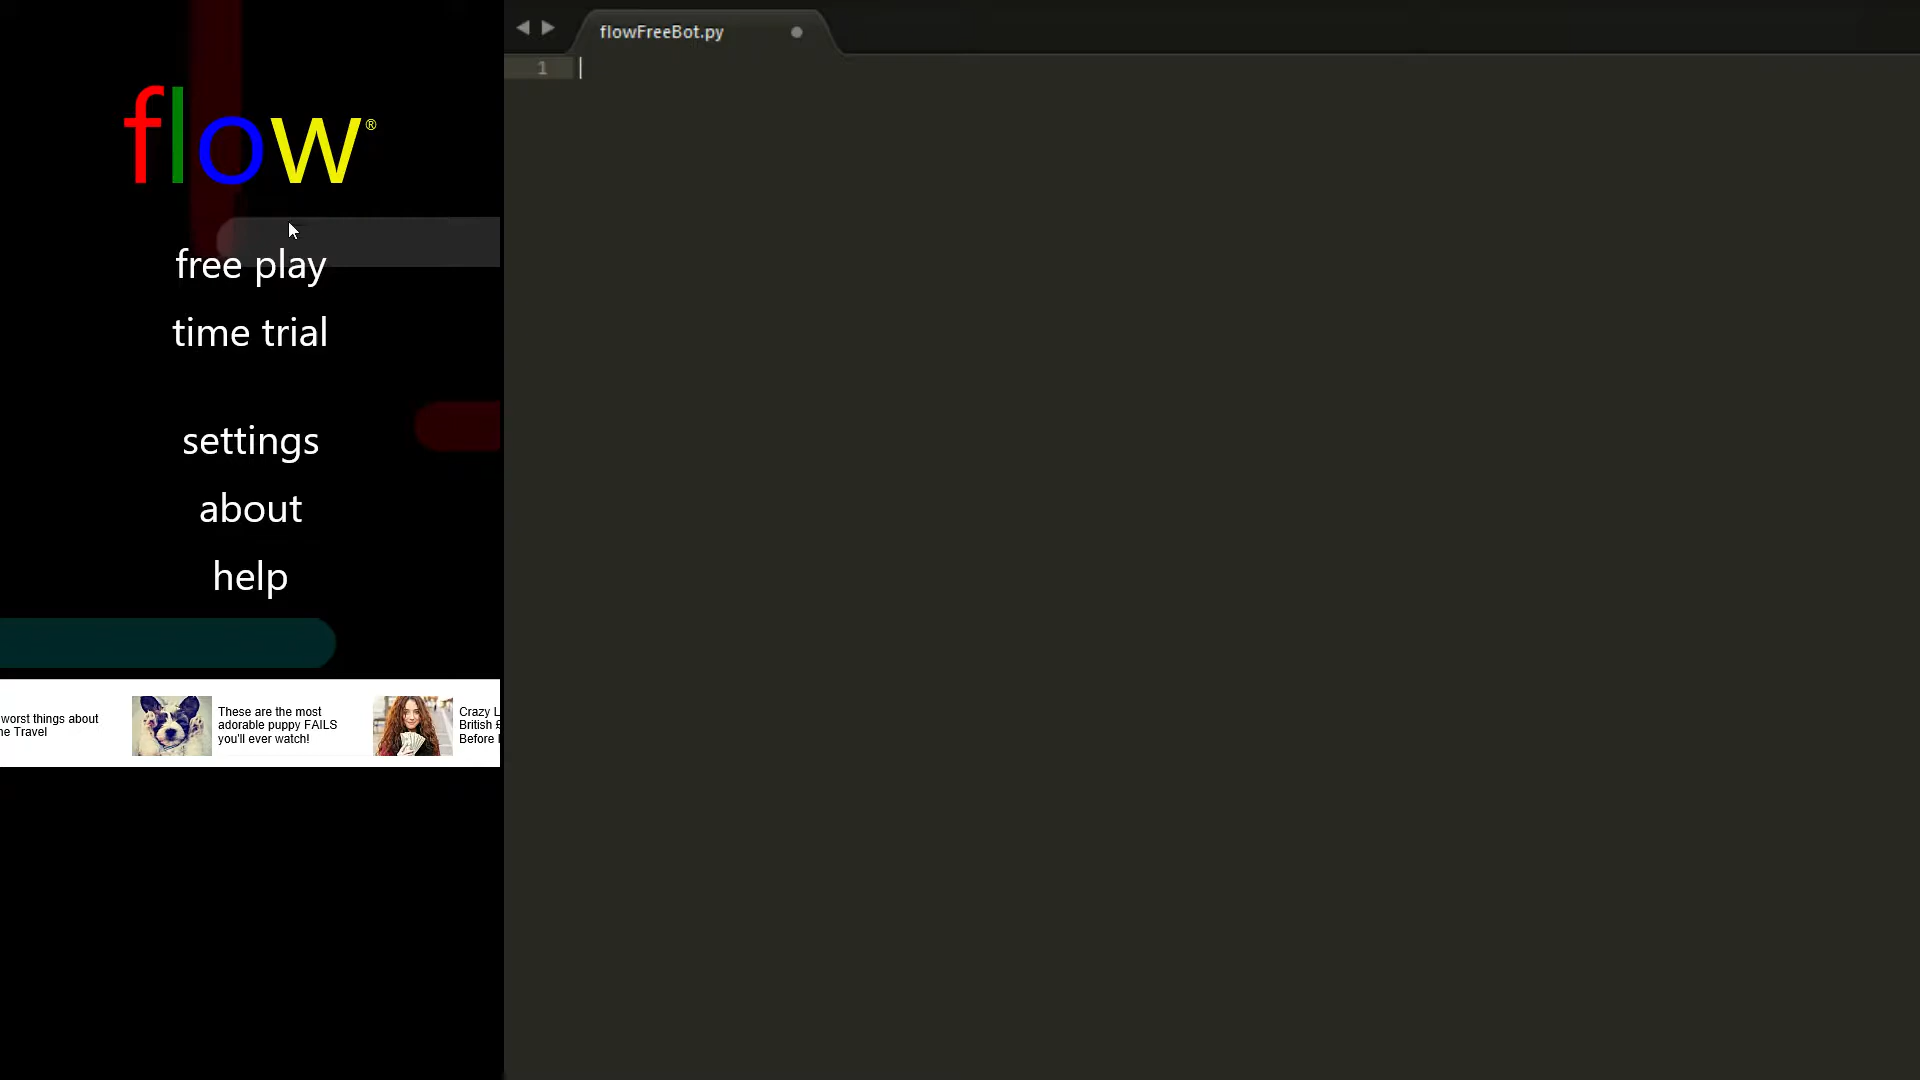 flow®
free play
time trial
settings
about
help
worst things about
ne Travel
These are the most
adorable puppy FAILS
you'll ever watch!
Crazy L
British £
Before
flowFreeBot.py
1